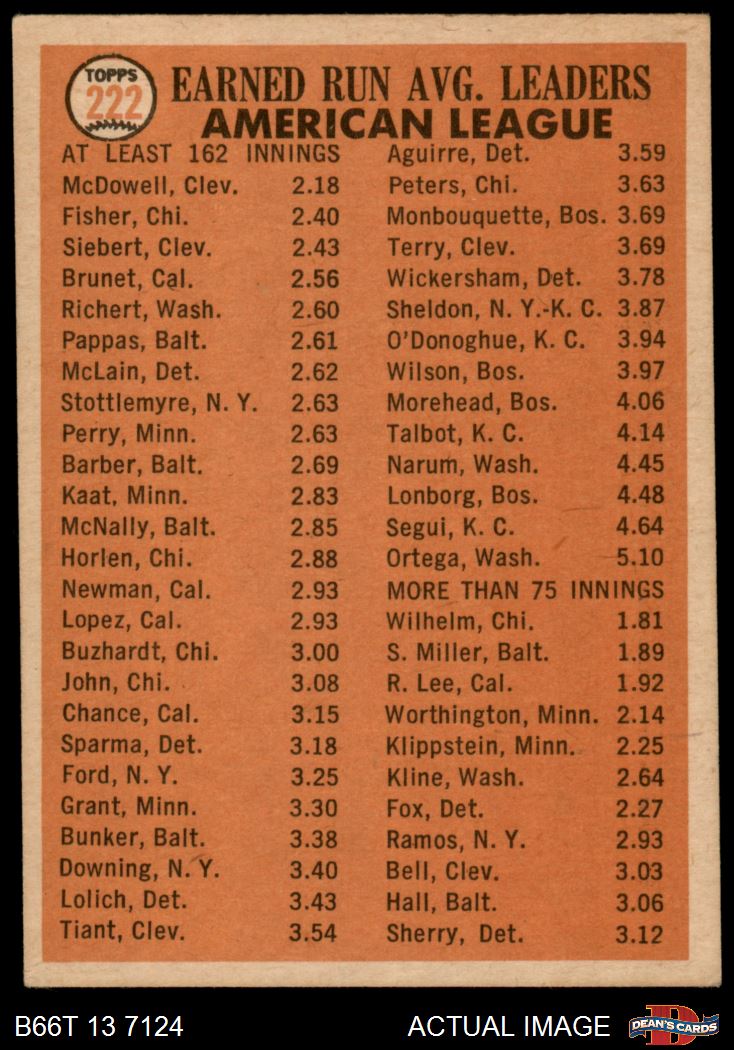 TOPPS
222
EARNED RUN AVG. LEADERS
AMERICAN LEAGUE
AT LEAST 162 INNINGS
McDowell, Clev. 2.18
Fisher, Chi. 2.40
Siebert, Clev. 2.43
Brunet, Cal. 2.56
Richert, Wash. 2.60
Pappas, Balt. 2.61
McLain, Det. 2.62
Stottlemyre, N. Y. 2.63
Perry, Minn. 2.63
Barber, Balt. 2.69
Kaat, Minn. 2.83
McNally, Balt. 2.85
Horlen, Chi. 2.88
Newman, Cal. 2.93
Lopez, Cal. 2.93
Buzhardt, Chi. 3.00
John, Chi. 3.08
Chance, Cal. 3.15
Sparma, Det. 3.18
Ford, N. Y. 3.25
Grant, Minn. 3.30
Bunker, Balt. 3.38
Downing, N. Y. 3.40
Lolich, Det. 3.43
Tiant, Clev. 3.54
Aguirre, Det. 3.59
Peters, Chi. 3.63
Monbouquette, Bos. 3.69
Terry, Clev. 3.69
Wickersham, Det. 3.78
Sheldon, N. Y.-K. C. 3.87
O'Donoghue, K. C. 3.94
Wilson, Bos. 3.97
Morehead, Bos. 4.06
Talbot, K. C. 4.14
Narum, Wash. 4.45
Lonborg, Bos. 4.48
Segui, K. C. 4.64
Ortega, Wash. 5.10
MORE THAN 75 INNINGS
Wilhelm, Chi. 1.81
S. Miller, Balt. 1.89
R. Lee, Cal. 1.92
Worthington, Minn. 2.14
Klippstein, Minn. 2.25
Kline, Wash. 2.64
Fox, Det. 2.27
Ramos, N. Y. 2.93
Bell, Clev. 3.03
Hall, Balt. 3.06
Sherry, Det. 3.12
B66T 13 7124
ACTUAL IMAGE
D
DEAN'S CARDS